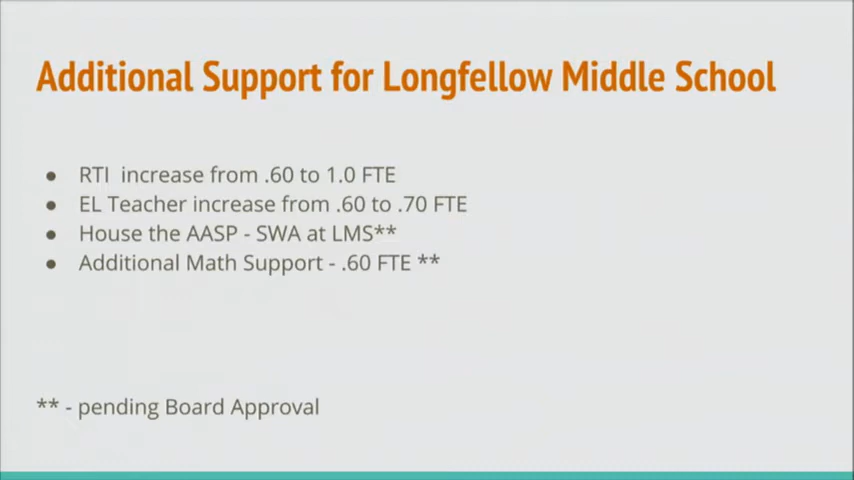 Additional Support for Longfellow Middle School
● RTI increase from .60 to 1.0 FTE
● EL Teacher increase from .60 to .70 FTE
● House the AASP - SWA at LMS**
● Additional Math Support - .60 FTE **
** - pending Board Approval